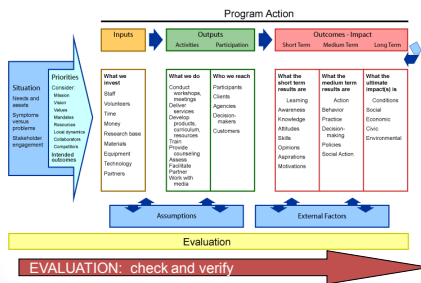 Program Action
Inputs
Outputs
Activities Participation
Outcomes - Impact
Short Term Medium Term Long Term
Situation
Needs and
assets
Symptoms
versus
problems
Stakeholder
engagement
Priorities
Consider:
Mission
Vision
Values
Mandates
Resources
Local dynamics
Collaborators
Competitors
Intended
outcomes
What we
invest
Staff
Volunteers
Time
Money
Research base
Materials
Equipment
Technology
Partners
What we do
Conduct
workshops,
meetings
Deliver
services
Develop
products,
curriculum,
resources
Train
Provide
counseling
Assess
Facilitate
Partner
Work with
media
Who we reach
Participants
Clients
Agencies
Decision-
makers
Customers
What the
short term
results are
Learning
Awareness
Knowledge
Attitudes
Skills
Opinions
Aspirations
Motivations
What the
medium term
results are
Action
Behavior
Practice
Decision-
making
Policies
Social Action
What the
ultimate
impact(s) is
Conditions
Social
Economic
Civic
Environmental
Assumptions
External Factors
Evaluation
EVALUATION: check and verify